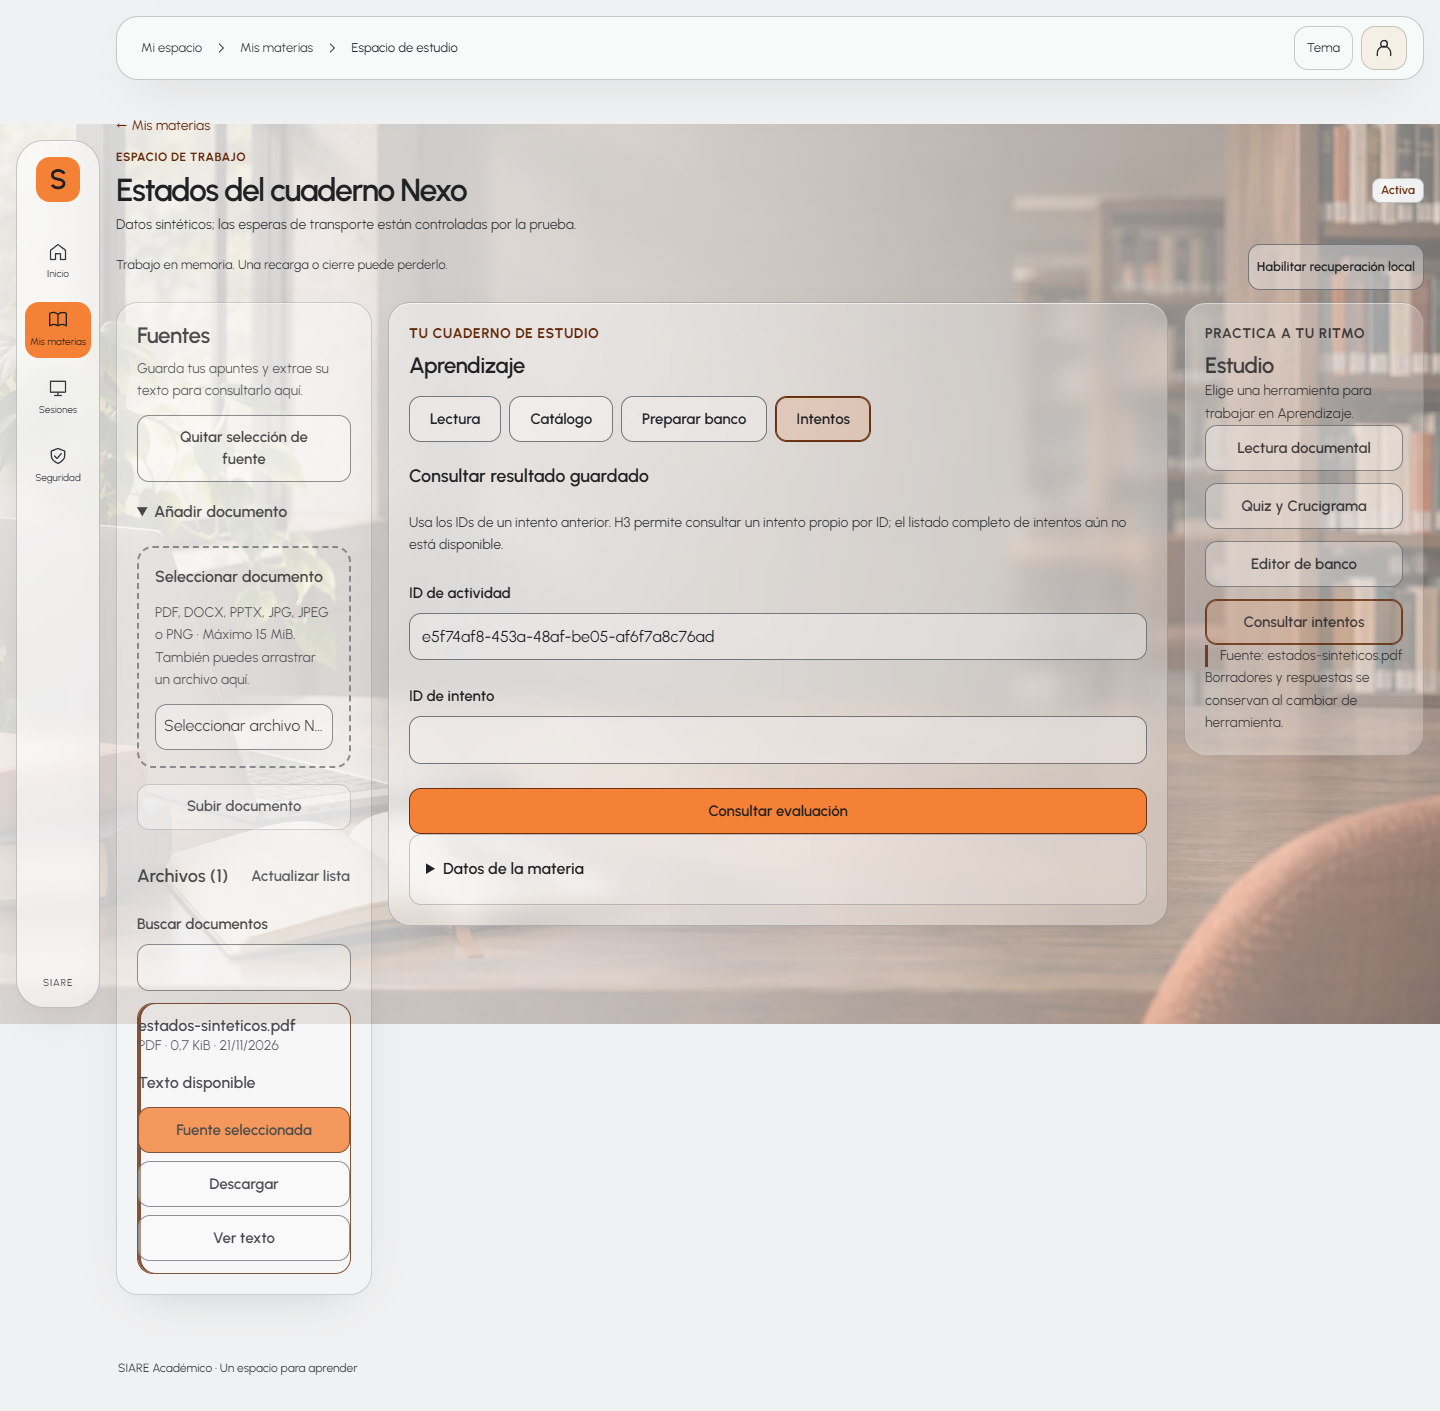 Mi espacio
Mis materias
Espacio de estudio
Tema
← Mis materias
ESPACIO DE TRABAJO
Estados del cuaderno Nexo
Activa
Datos sintéticos; las esperas de transporte están controladas por la prueba.
Trabajo en memoria. Una recarga o cierre puede perderlo.
Habilitar recuperación local
S
Inicio
Mis materias
Sesiones
Seguridad
SIARE
Fuentes
Guarda tus apuntes y extrae su
texto para consultarlo aquí.
Quitar selección de
fuente
Añadir documento
Seleccionar documento
PDF, DOCX, PPTX, JPG, JPEG
o PNG · Máximo 15 MiB.
También puedes arrastrar
un archivo aquí.
Seleccionar archivo N...
Subir documento
Archivos (1)
Actualizar lista
Buscar documentos
estados-sinteticos.pdf
PDF · 0,7 KiB · 21/11/2026
Texto disponible
Fuente seleccionada
Descargar
Ver texto
TU CUADERNO DE ESTUDIO
Aprendizaje
Lectura
Catálogo
Preparar banco
Intentos
Consultar resultado guardado
Usa los IDs de un intento anterior. H3 permite consultar un intento propio por ID; el listado completo de intentos aún no
está disponible.
ID de actividad
e5f74af8-453a-48af-be05-af6f7a8c76ad
ID de intento
Consultar evaluación
Datos de la materia
PRACTICA A TU RITMO
Estudio
Elige una herramienta para
trabajar en Aprendizaje.
Lectura documental
Quiz y Crucigrama
Editor de banco
Consultar intentos
Fuente: estados-sinteticos.pdf
Borradores y respuestas se
conservan al cambiar de
herramienta.
SIARE Académico · Un espacio para aprender